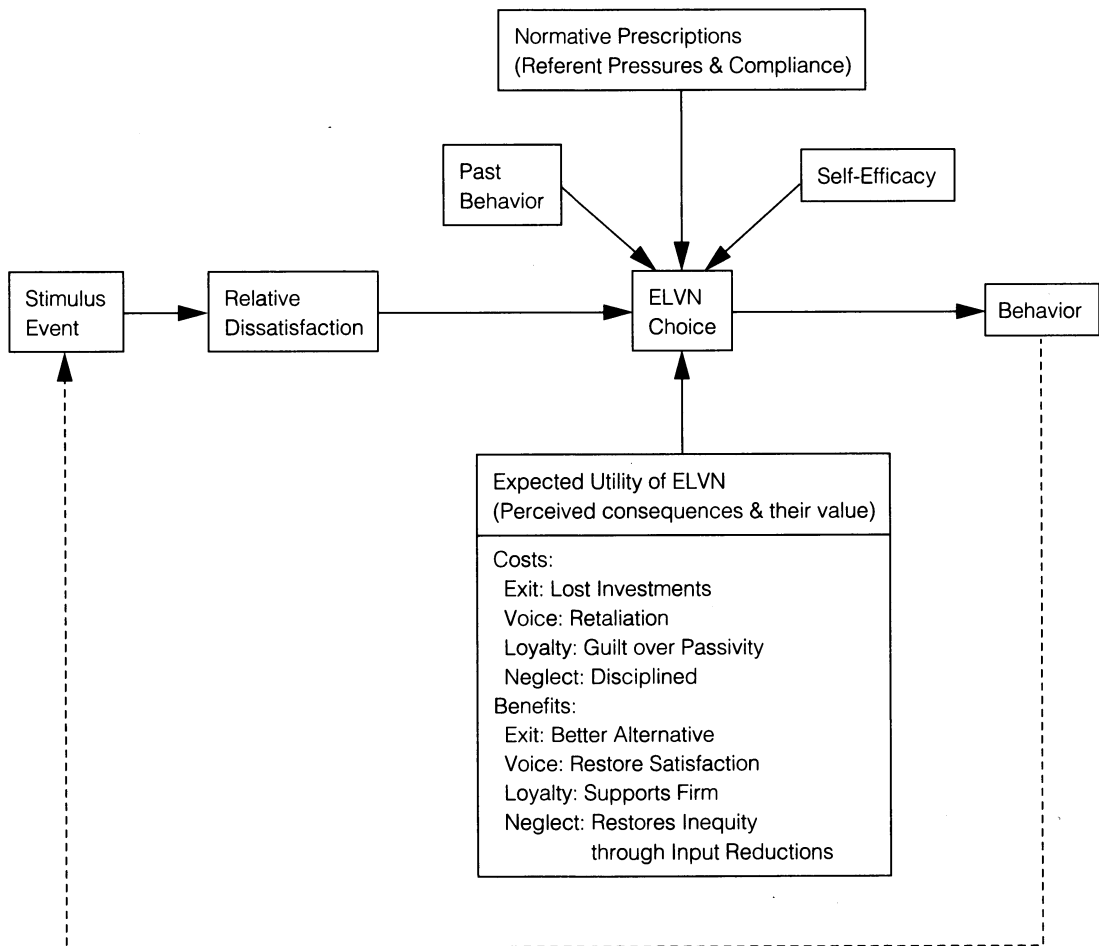 Normative Prescriptions
(Referent Pressures & Compliance)
Past
Behavior
Self-Efficacy
Stimulus
Event
Relative
Dissatisfaction
ELVN
Choice
Behavior
Expected Utility of ELVN
(Perceived consequences & their value)
Costs:
Exit: Lost Investments
Voice: Retaliation
Loyalty: Guilt over Passivity
Neglect: Disciplined
Benefits:
Exit: Better Alternative
Voice: Restore Satisfaction
Loyalty: Supports Firm
Neglect: Restores Inequity
through Input Reductions